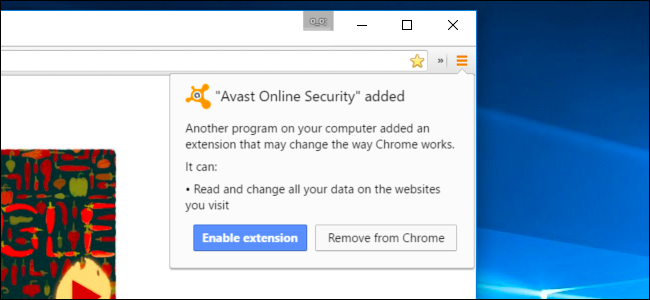 o_o:
»
"Avast Online Security" added
Another program on your computer added an
extension that may change the way Chrome works.
It can:
• Read and change all your data on the websites
you visit
Enable extension
Remove from Chrome